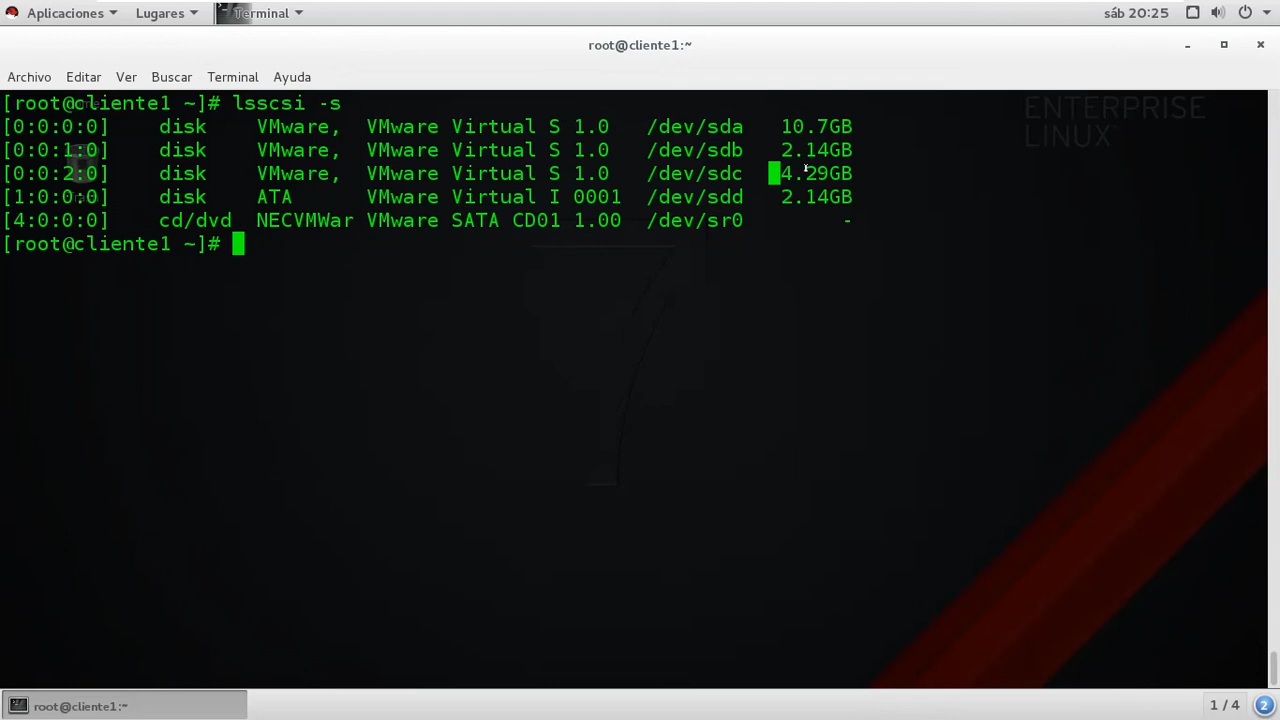 Aplicaciones Lugares Terminal sáb 20:25
root@cliente1:~
Archivo Editar Ver Buscar Terminal Ayuda
ENTERPRISE
LINUX
[root@cliente1 ~]# lsscsi -s
[0:0:0:0] disk VMware, VMware Virtual S 1.0 /dev/sda 10.7GB
[0:0:1:0] disk VMware, VMware Virtual S 1.0 /dev/sdb 2.14GB
[0:0:2:0] disk VMware, VMware Virtual S 1.0 /dev/sdc 4.29GB
[1:0:0:0] disk ATA VMware Virtual I 0001 /dev/sdd 2.14GB
[4:0:0:0] cd/dvd NECVMWar VMware SATA CD01 1.00 /dev/sr0 -
[root@cliente1 ~]#
7
root@cliente1:~ 1 / 4 2